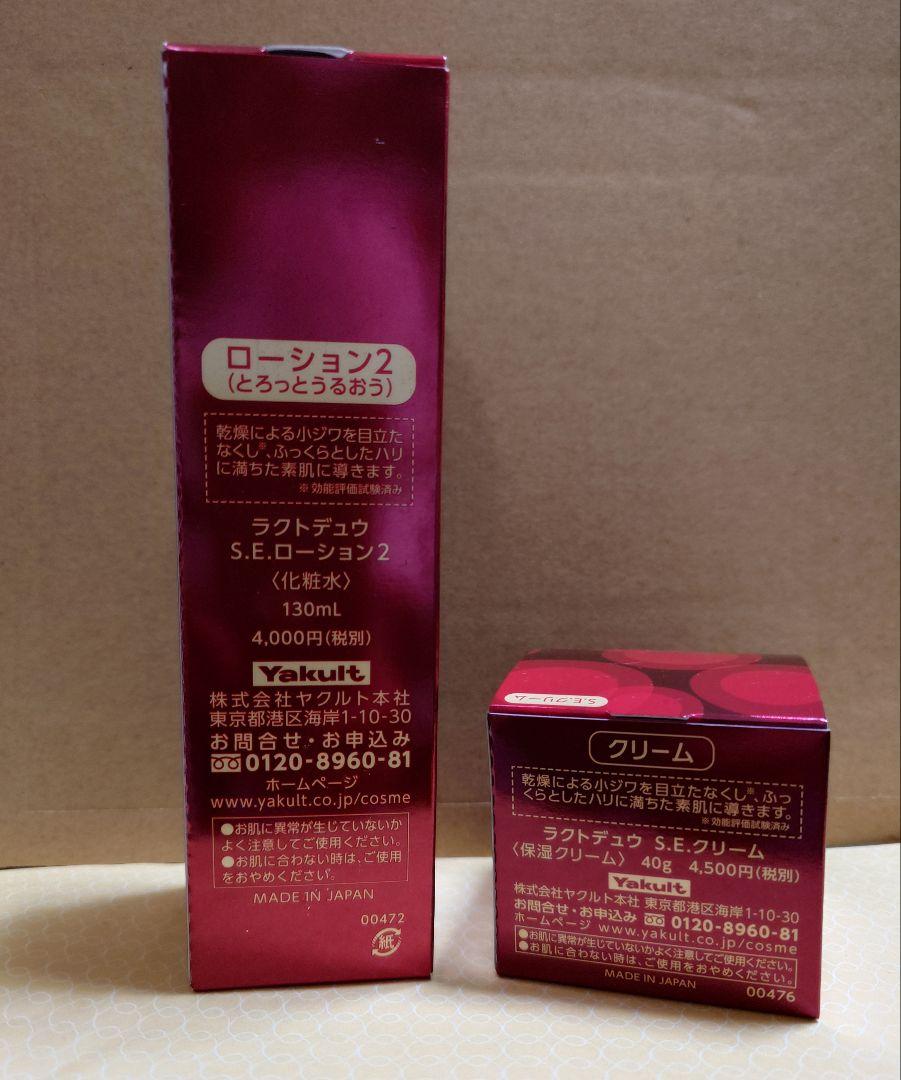 ローション2
(とろっとうるおう)
乾燥による小ジワを目立た
なくし※、ふっくらとしたハリ
に満ちた素肌に導きます。
※効能評価試験済み
ラクトデュウ
S.E.ローション2
〈化粧水〉
130mL
4,000円(税別)
Yakult
株式会社ヤクルト本社
東京都港区海岸1-10-30
お問合せ・お申込み
0120-8960-81
ホームページ
www.yakult.co.jp/cosme
●お肌に異常が生じていないか
よく注意してご使用ください。
●お肌に合わない時は、ご使用
をおやめください。
MADE IN JAPAN
00472
紙
S.E.クリーム
クリーム
乾燥による小ジワを目立たなくし※、ふっ
くらとしたハリに満ちた素肌に導きます。
※効能評価試験済み
ラクトデュウ S.E.クリーム
〈保湿クリーム〉 40g 4,500円(税別)
Yakult
株式会社ヤクルト本社 東京都港区海岸1-10-30
お問合せ・お申込み 0120-8960-81
ホームページ www.yakult.co.jp/cosme
●お肌に異常が生じていないかよく注意してご使用ください。
●お肌に合わない時は、ご使用をおやめください。
MADE IN JAPAN
00476